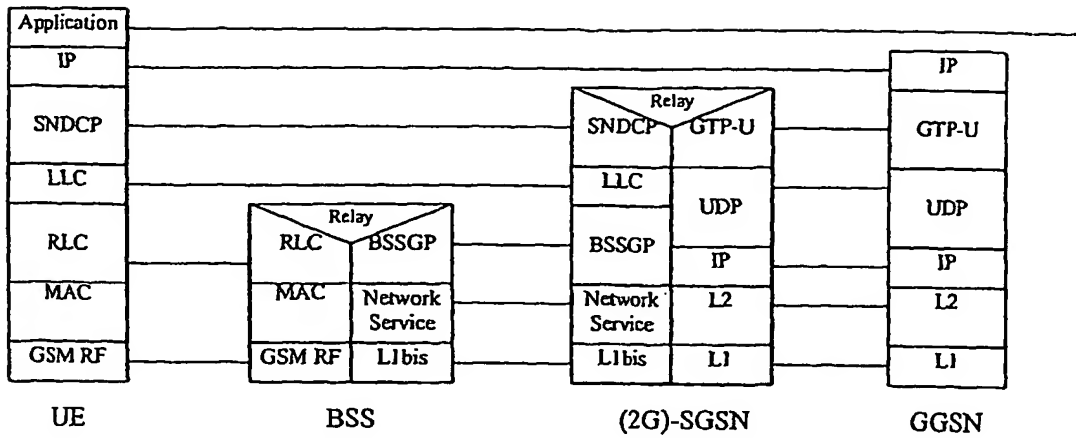 Application
IP
SNDCP
LLC
RLC
MAC
GSM RF
UE
Relay
RLC
BSSGP
MAC
Network
Service
GSM RF
L1bis
BSS
Relay
SNDCP
GTP-U
LLC
UDP
BSSGP
IP
Network
Service
L2
L1bis
L1
(2G)-SGSN
IP
GTP-U
UDP
IP
L2
L1
GGSN